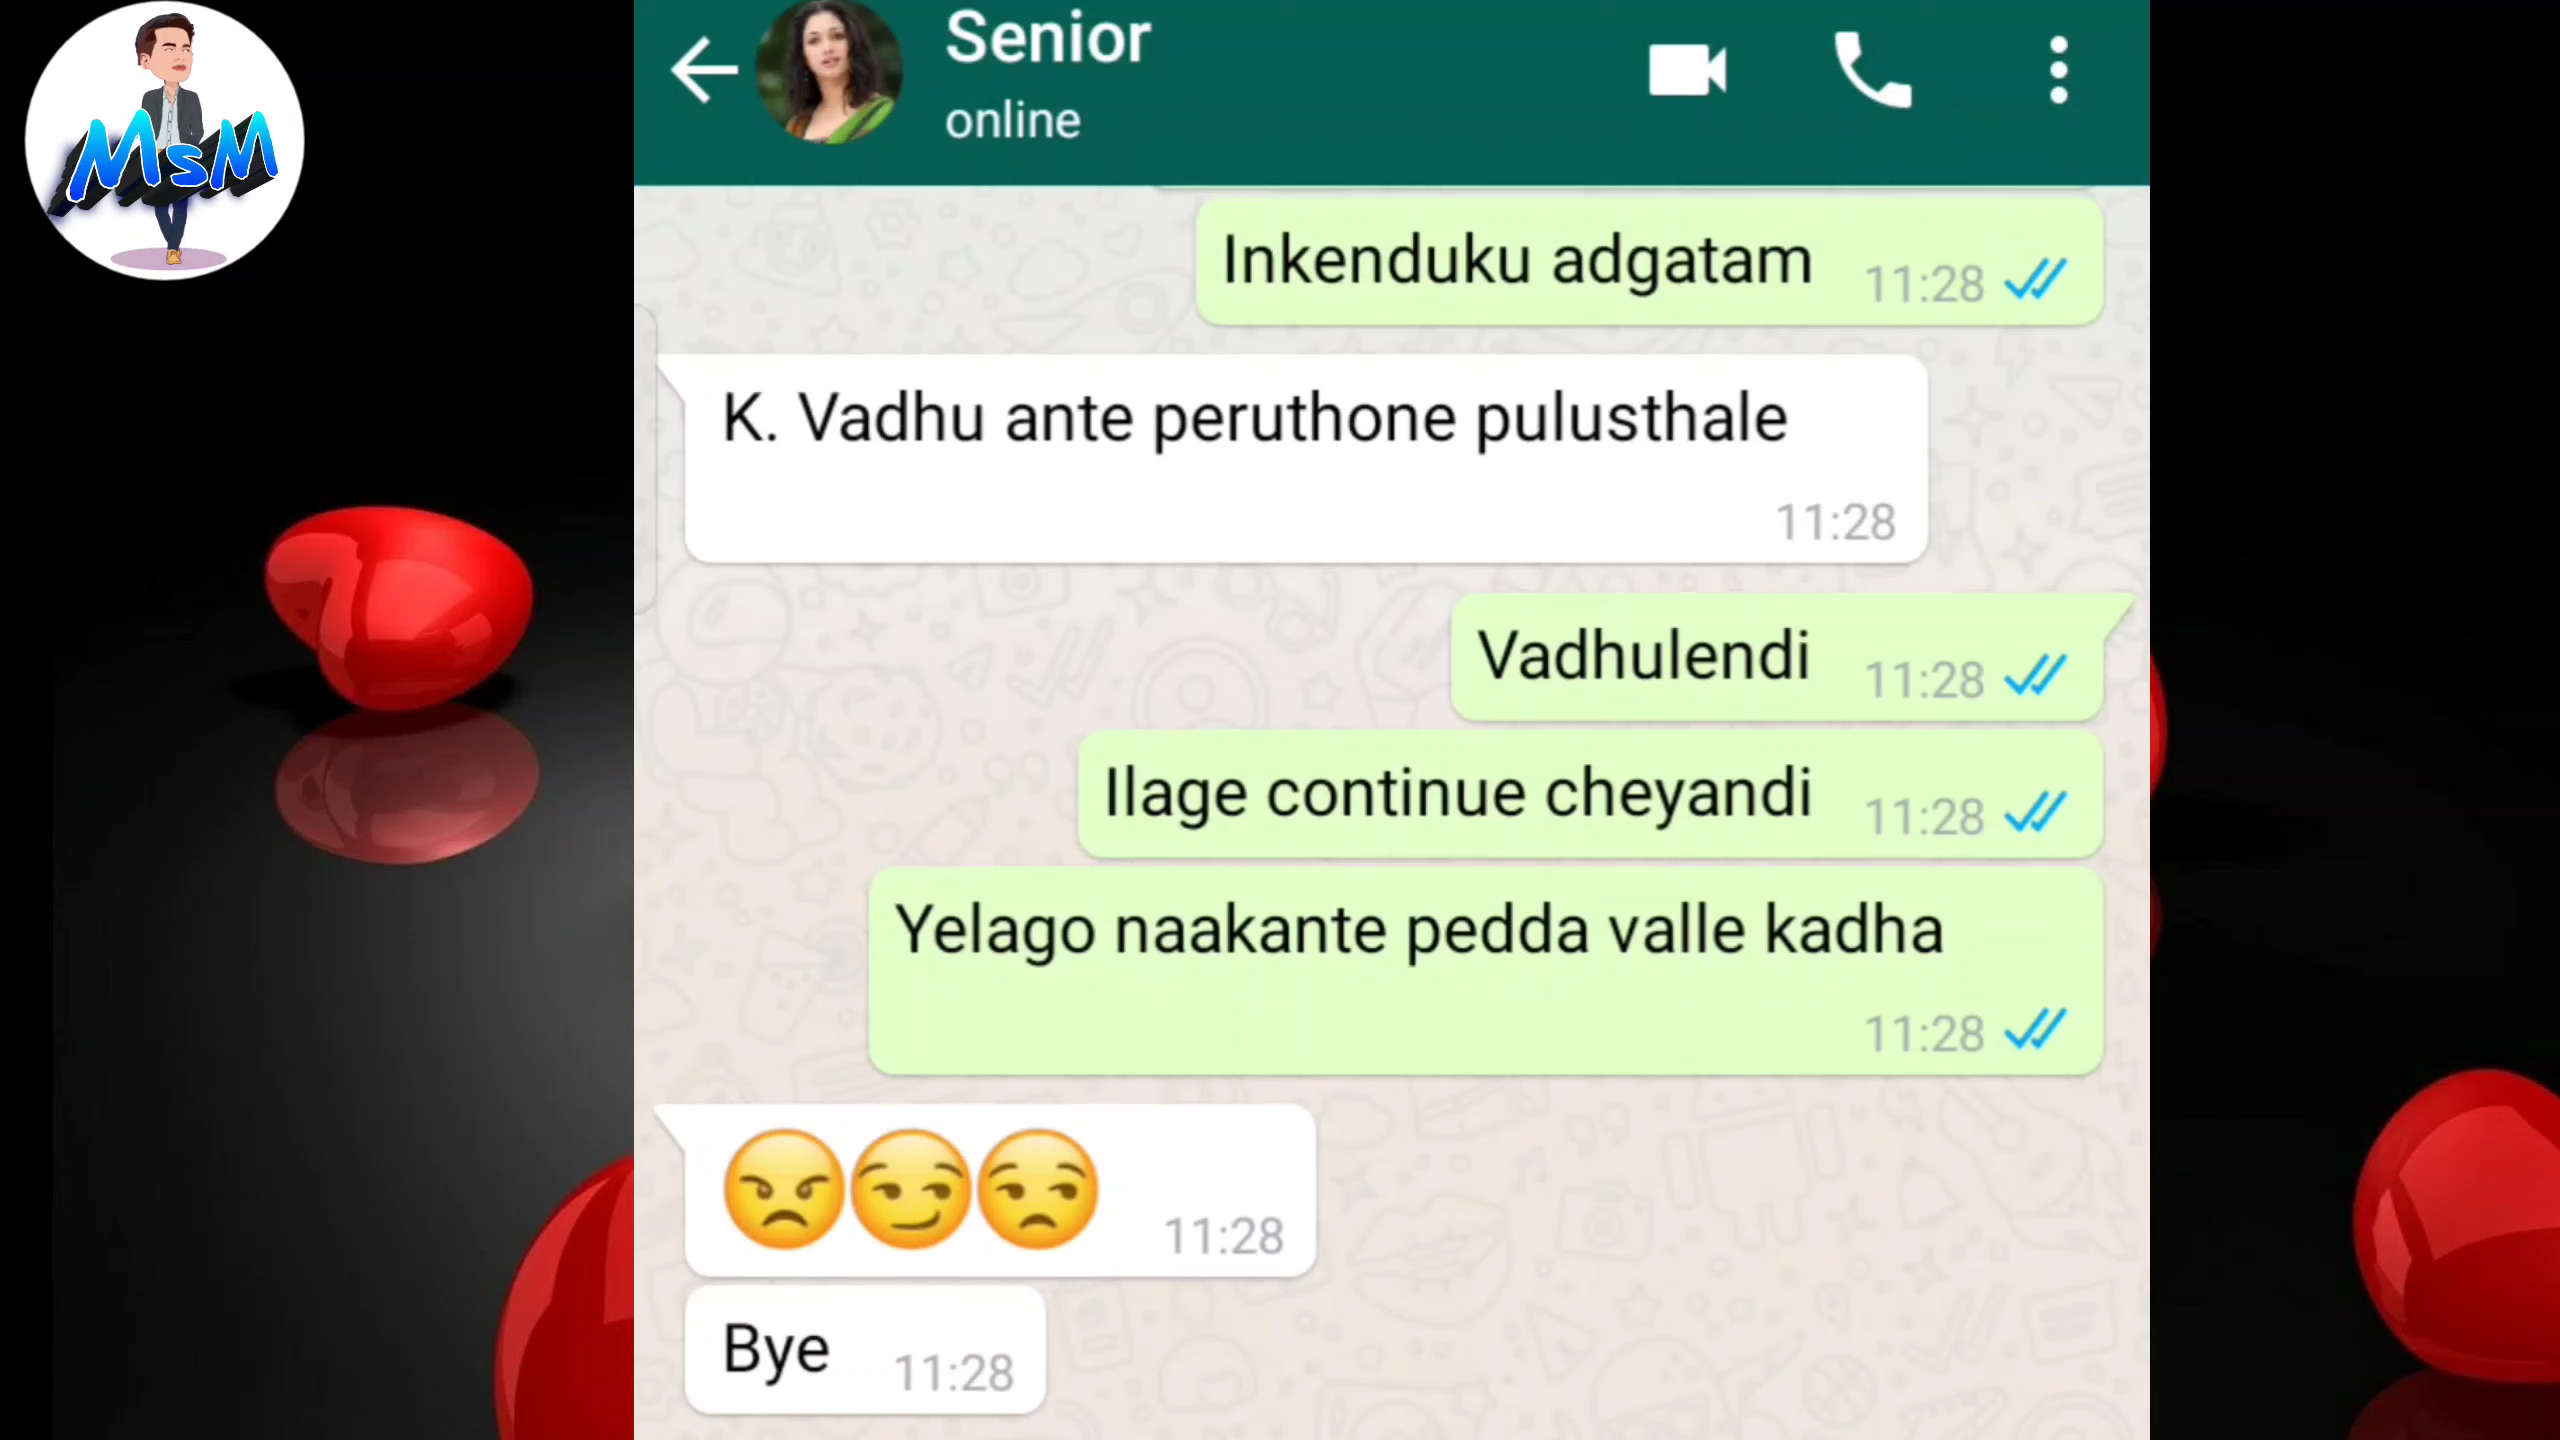 MsM
Senior
online
Inkenduku adgatam
11:28
K. Vadhu ante peruthone pulusthale
11:28
Vadhulendi
11:28
Ilage continue cheyandi
11:28
Yelago naakante pedda valle kadha
11:28
😠😏😒
11:28
Bye
11:28